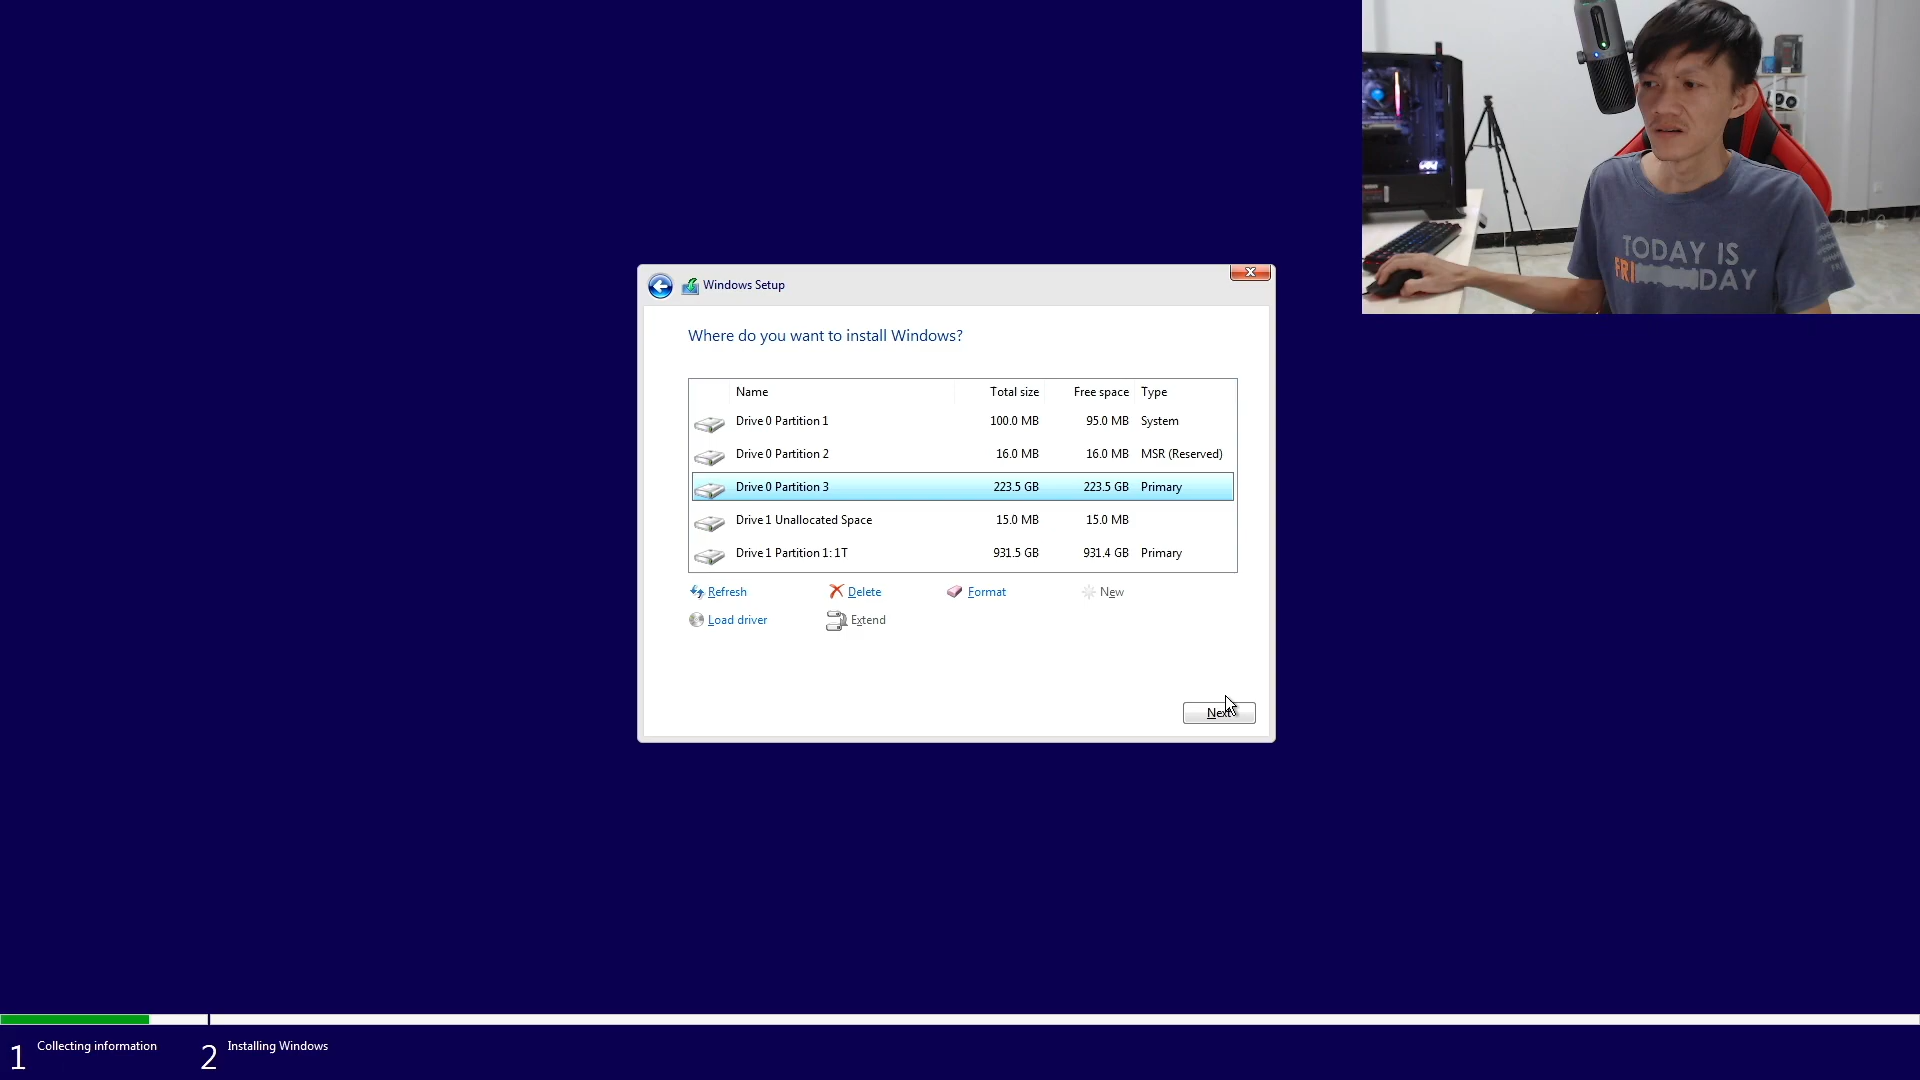 Windows Setup
Where do you want to install Windows?
Name Total size Free space Type
Drive 0 Partition 1 100.0 MB 95.0 MB System
Drive 0 Partition 2 16.0 MB 16.0 MB MSR (Reserved)
Drive 0 Partition 3 223.5 GB 223.5 GB Primary
Drive 1 Unallocated Space 15.0 MB 15.0 MB
Drive 1 Partition 1: 1T 931.5 GB 931.4 GB Primary
Refresh Delete Format New
Load driver Extend
Next
TODAY IS
DAY
1 Collecting information 2 Installing Windows